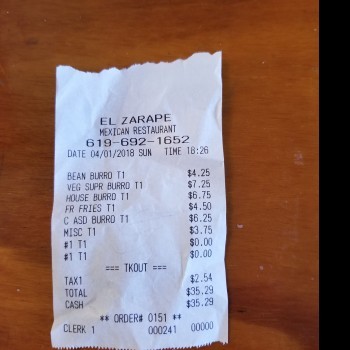 EL ZARAPE
MEXICAN RESTAURANT
619-692-1652
DATE 04/01/2018 SUN TIME 18:26
BEAN BURRO T1 $4.25
VEG SUPR BURRO T1 $7.25
HOUSE BURRO T1 $6.75
FR FRIES T1 $4.50
C ASD BURRO T1 $6.25
MISC T1 $3.75
#1 T1 $0.00
#1 T1 $0.00
=== TKOUT ===
TAX1 $2.54
TOTAL $35.29
CASH $35.29
** ORDER# 0151 **
CLERK 1 000241 00000